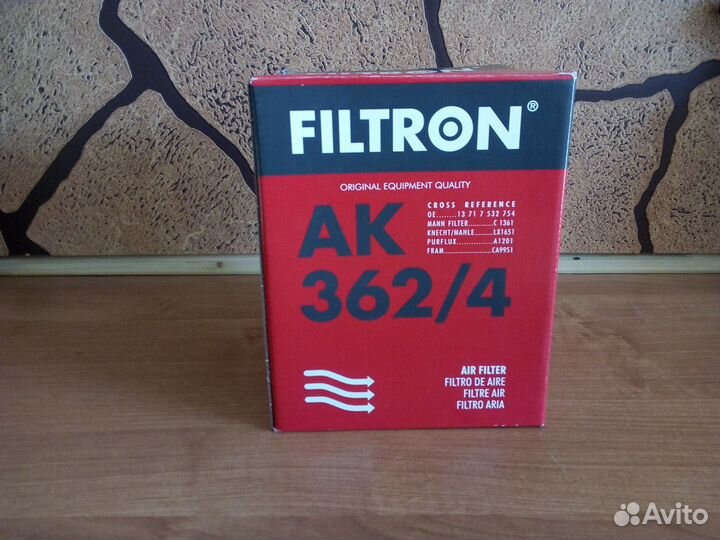 FILTRON®
ORIGINAL EQUIPMENT QUALITY
AK
362/4
CROSS REFERENCE
OE........13 71 7 532 754
MANN FILTER...........C 1361
KNECHT/MAHLE........LX1651
PURFLUX...............A1201
FRAM.....................CA9951
AIR FILTER
FILTRO DE AIRE
FILTRE AIR
FILTRO ARIA
Avito